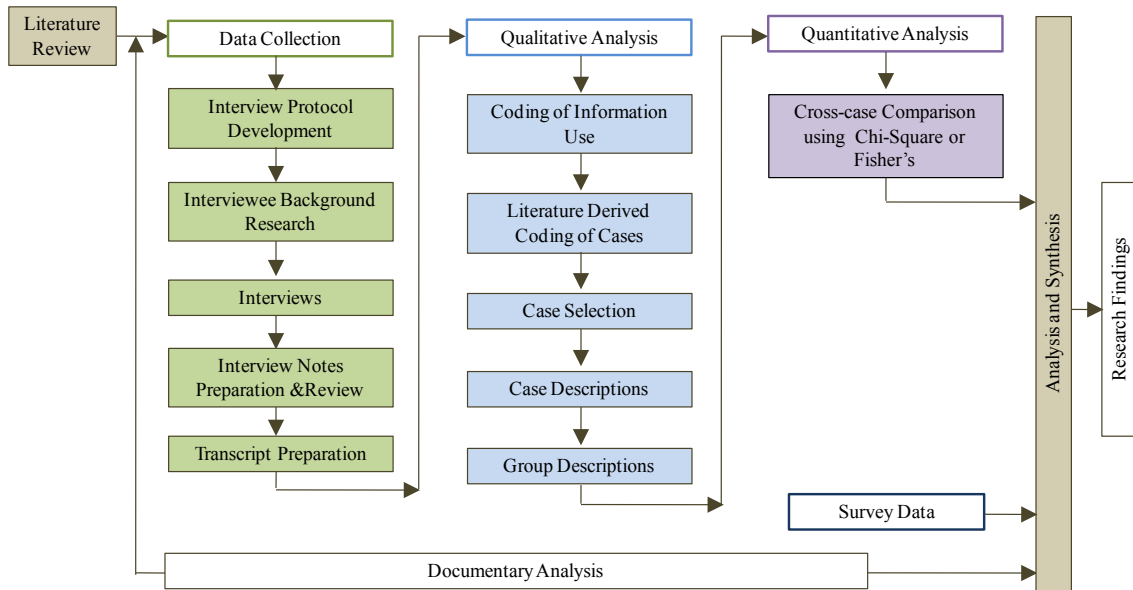 Literature
Review
Data Collection
Interview Protocol
Development
Interviewee Background
Research
Interviews
Interview Notes
Preparation &Review
Transcript Preparation
Qualitative Analysis
Coding of Information
Use
Literature Derived
Coding of Cases
Case Selection
Case Descriptions
Group Descriptions
Quantitative Analysis
Cross-case Comparison
using Chi-Square or
Fisher's
Survey Data
Documentary Analysis
Analysis and Synthesis
Research Findings